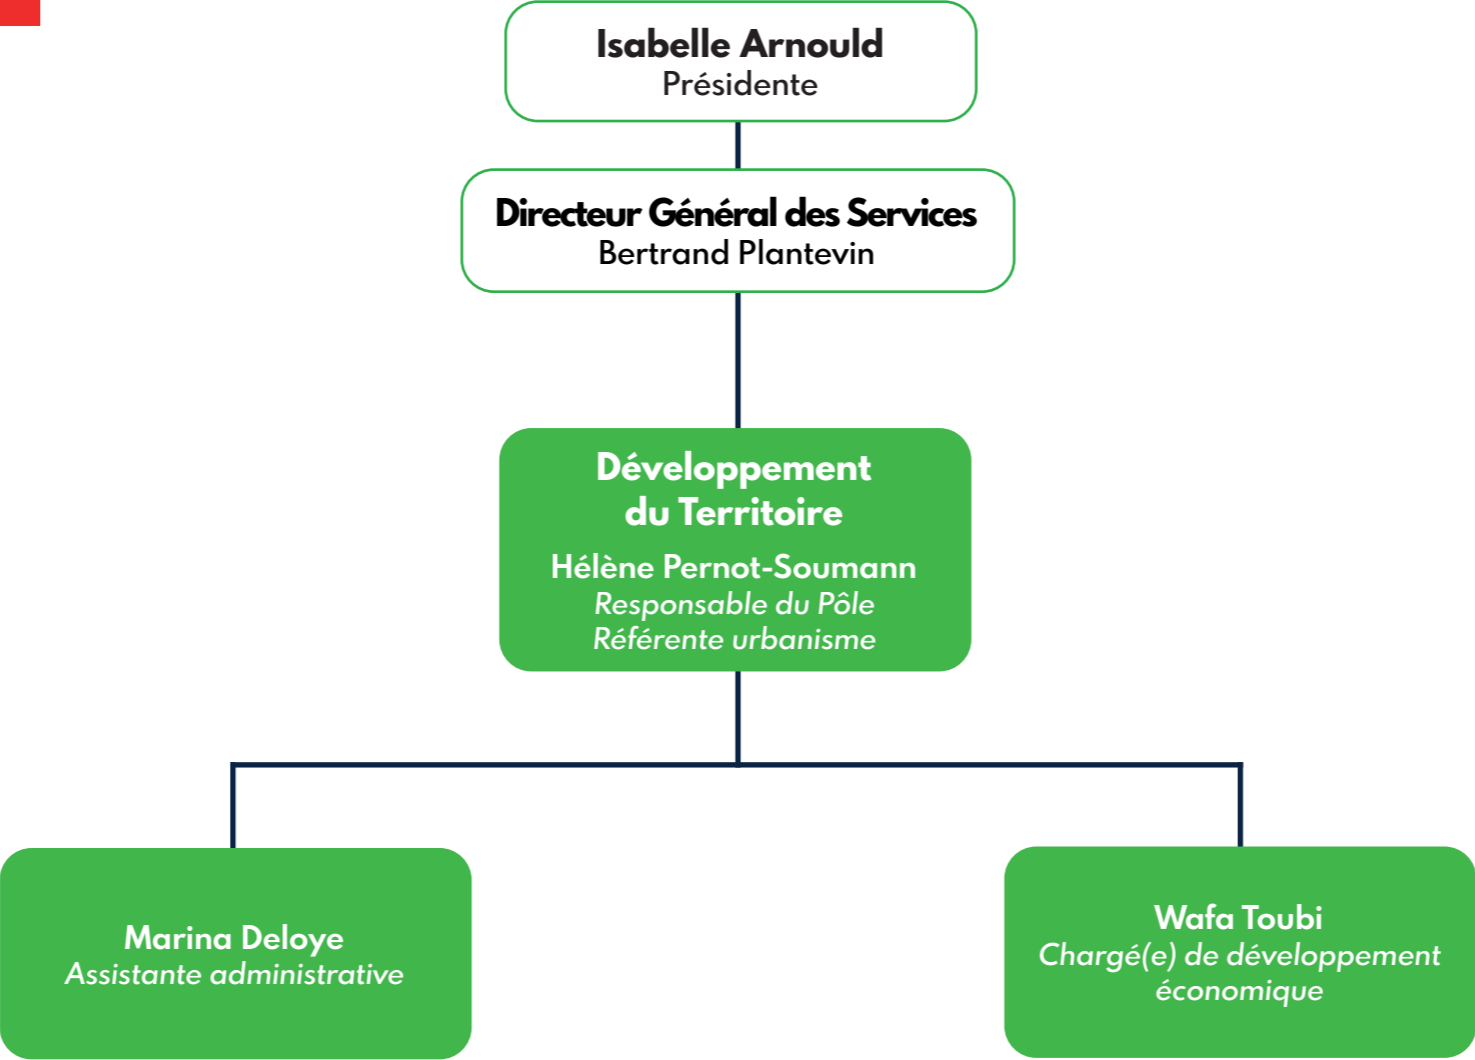 Isabelle Arnould
Présidente
Directeur Général des Services
Bertrand Plantevin
Développement
du Territoire
Hélène Pernot-Soumann
Responsable du Pôle
Référente urbanisme
Marina Deloye
Assistante administrative
Wafa Toubi
Chargé(e) de développement
économique